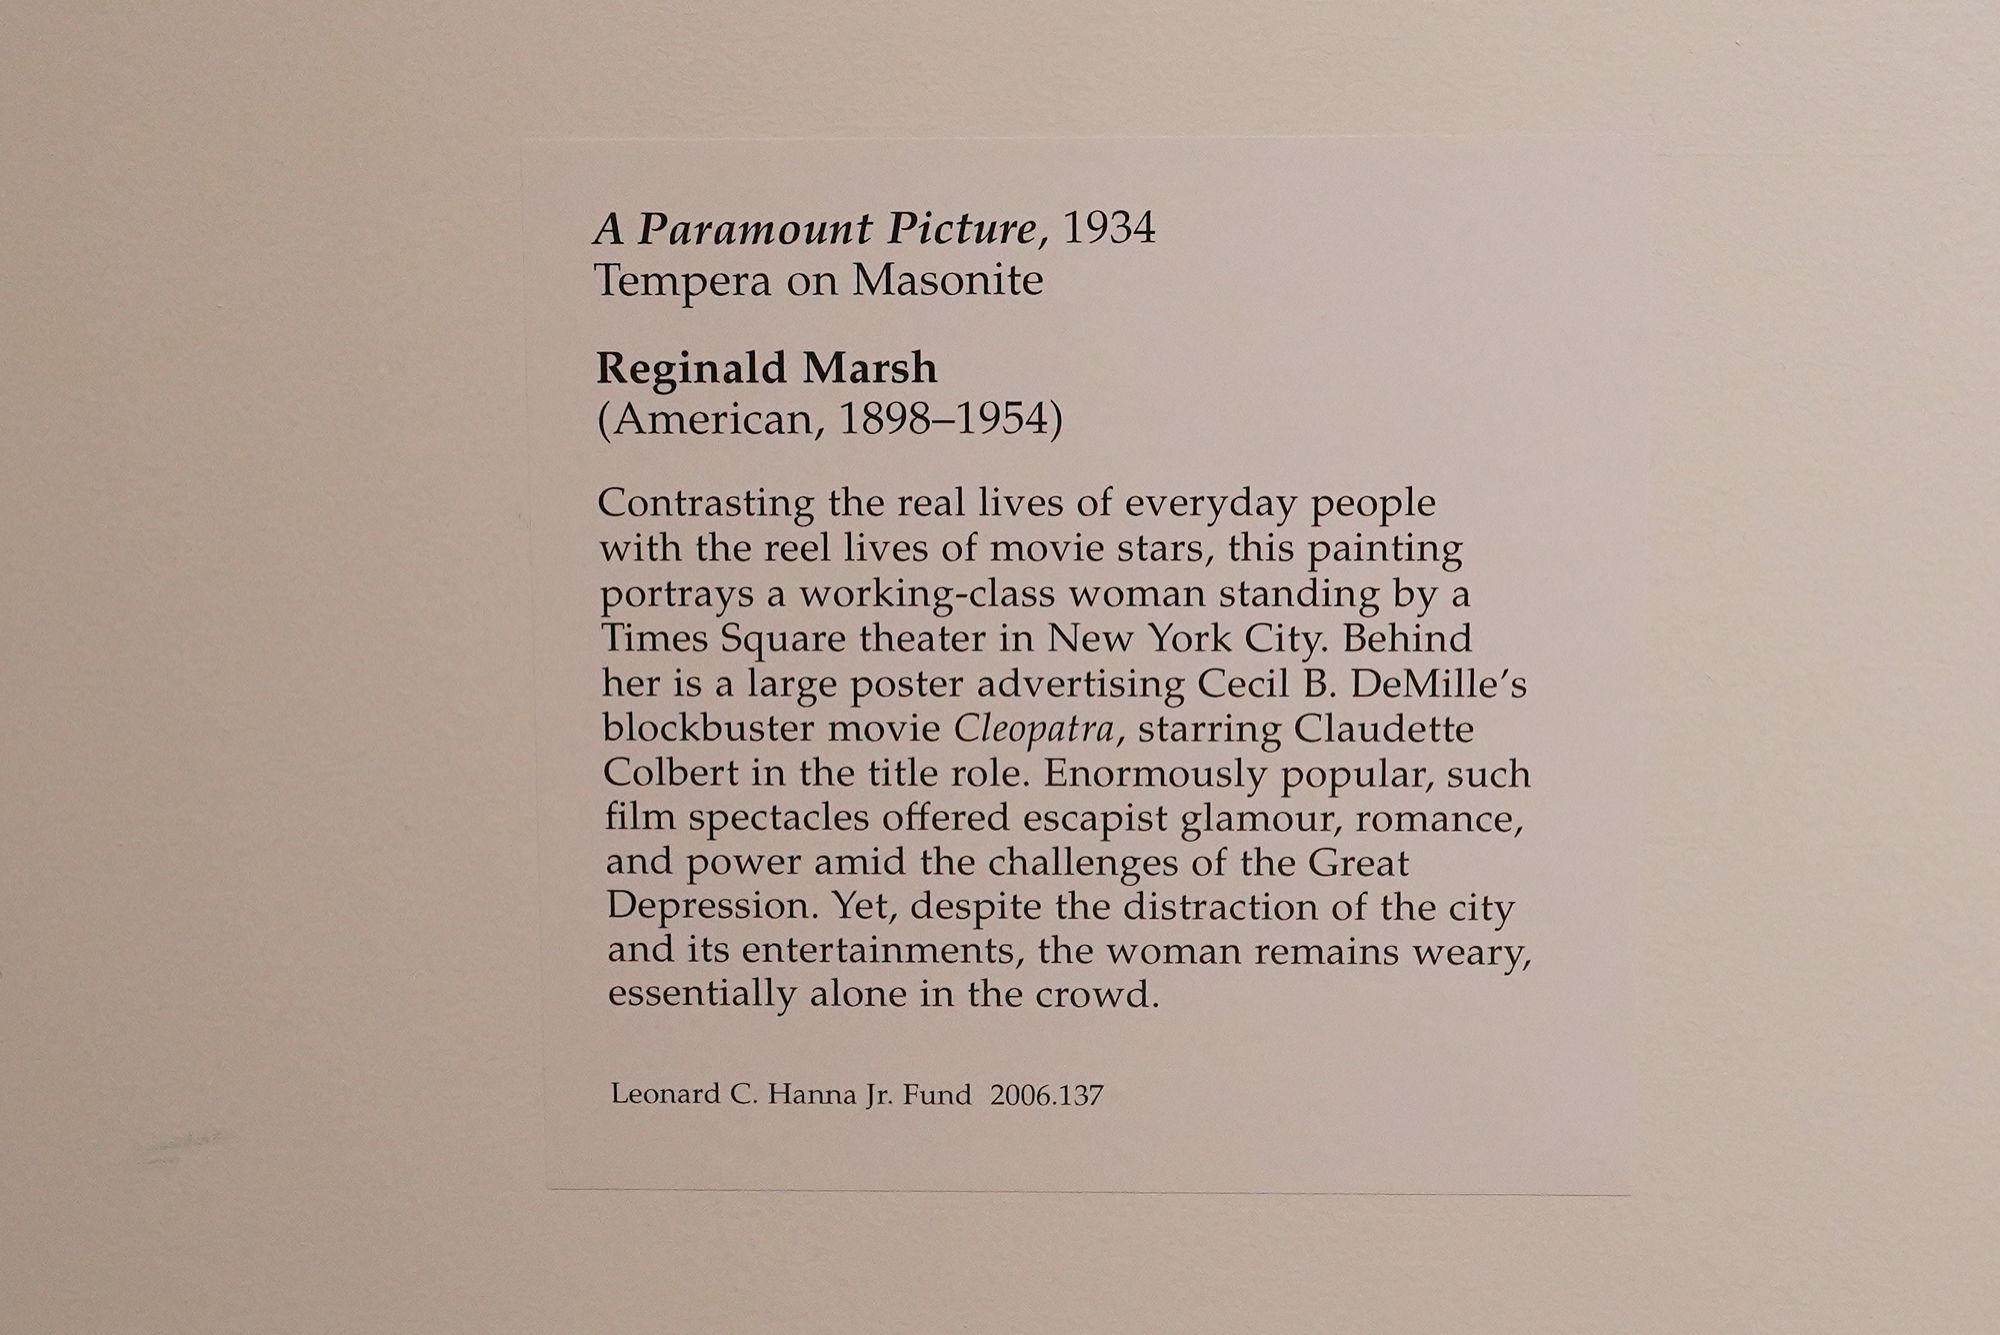 A Paramount Picture, 1934
Tempera on Masonite
Reginald Marsh
(American, 1898–1954)
Contrasting the real lives of everyday people
with the reel lives of movie stars, this painting
portrays a working-class woman standing by a
Times Square theater in New York City. Behind
her is a large poster advertising Cecil B. DeMille’s
blockbuster movie Cleopatra, starring Claudette
Colbert in the title role. Enormously popular, such
film spectacles offered escapist glamour, romance,
and power amid the challenges of the Great
Depression. Yet, despite the distraction of the city
and its entertainments, the woman remains weary,
essentially alone in the crowd.
Leonard C. Hanna Jr. Fund 2006.137